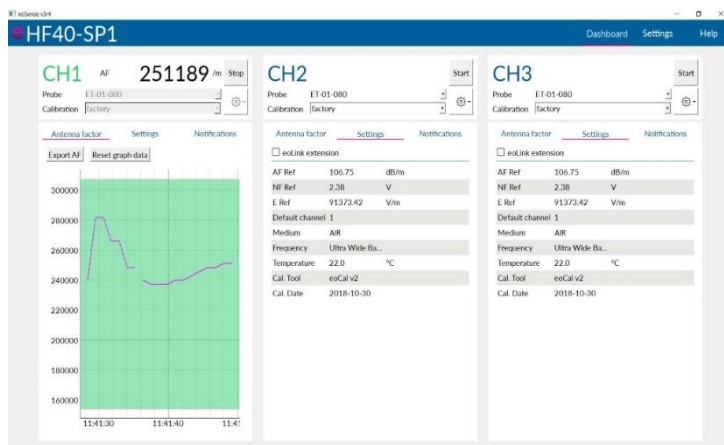 eoSense v3r4
HF40-SP1
Dashboard Settings Help
CH1 AF 251189 /m Stop
Probe ET-01-080
Calibration factory
Antenna factor Settings Notifications
Export AF Reset graph data
300000
280000
260000
240000
220000
200000
180000
160000
11:41:30 11:41:40 11:41
CH2 Start
Probe ET-01-080
Calibration factory
Antenna factor Settings Notifications
eoLink extension
AF Ref 106.75 dB/m
NF Ref 2.38 V
E Ref 91373.42 V/m
Default channel 1
Medium AIR
Frequency Ultra Wide Ba...
Temperature 22.0 °C
Cal. Tool eoCal v2
Cal. Date 2018-10-30
CH3 Start
Probe ET-01-080
Calibration factory
Antenna factor Settings Notifications
eoLink extension
AF Ref 106.75 dB/m
NF Ref 2.38 V
E Ref 91373.42 V/m
Default channel 1
Medium AIR
Frequency Ultra Wide Ba...
Temperature 22.0 °C
Cal. Tool eoCal v2
Cal. Date 2018-10-30